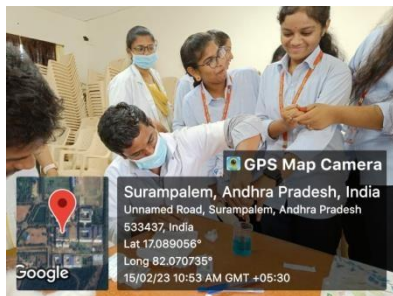 GPS Map Camera
Surampalem, Andhra Pradesh, India
Unnamed Road, Surampalem, Andhra Pradesh
533437, India
Lat 17.089056°
Long 82.070735°
15/02/23 10:53 AM GMT +05:30
Google